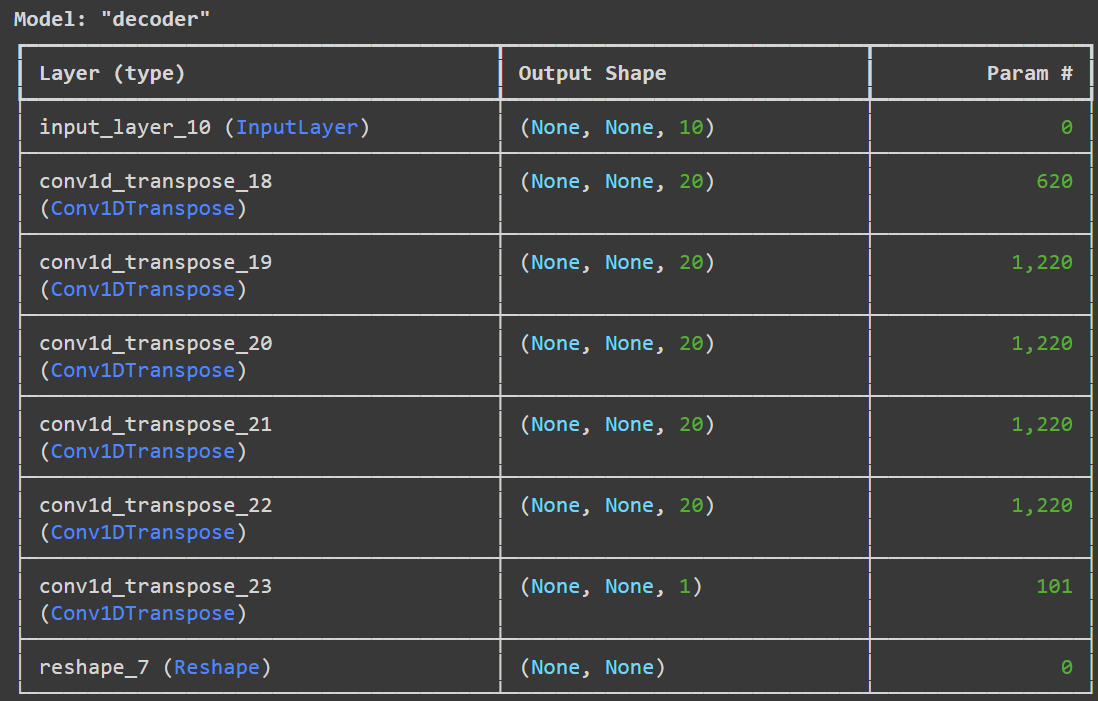 Model: "decoder"
Layer (type) Output Shape Param #
input_layer_10 (InputLayer) (None, None, 10) 0
conv1d_transpose_18 (None, None, 20) 620
(Conv1DTranspose)
conv1d_transpose_19 (None, None, 20) 1,220
(Conv1DTranspose)
conv1d_transpose_20 (None, None, 20) 1,220
(Conv1DTranspose)
conv1d_transpose_21 (None, None, 20) 1,220
(Conv1DTranspose)
conv1d_transpose_22 (None, None, 20) 1,220
(Conv1DTranspose)
conv1d_transpose_23 (None, None, 1) 101
(Conv1DTranspose)
reshape_7 (Reshape) (None, None) 0